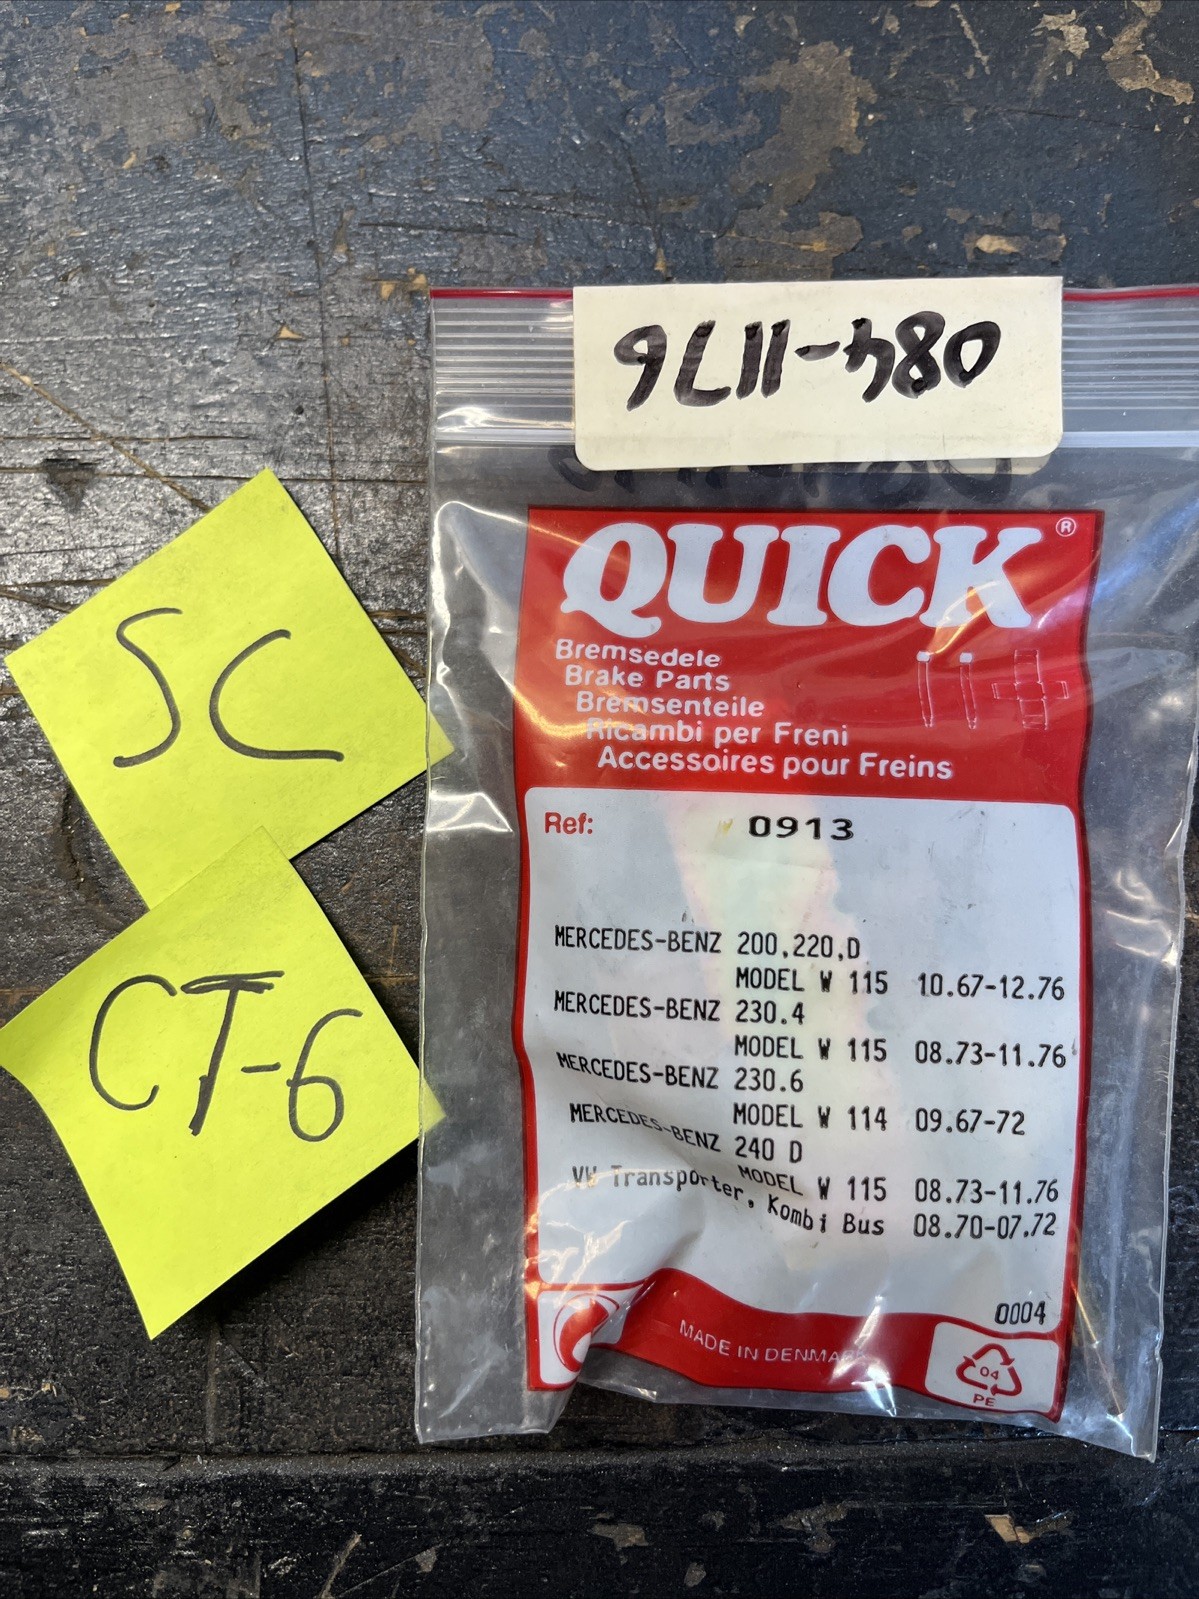 084-1176
QUICK®
Bremsedele
Brake Parts
Bremsenteile
Ricambi per Freni
Accessoires pour Freins
Ref: 0913
MERCEDES-BENZ 200,220,D
MODEL W 115 10.67-12.76
MERCEDES-BENZ 230.4
MODEL W 115 08.73-11.76
MERCEDES-BENZ 230.6
MODEL W 114 09.67-72
MERCEDES-BENZ 240 D
MODEL W 115 08.73-11.76
VW Transporter, Kombi Bus 08.70-07.72
0004
MADE IN DENMARK
04
PE
SC
CT-6